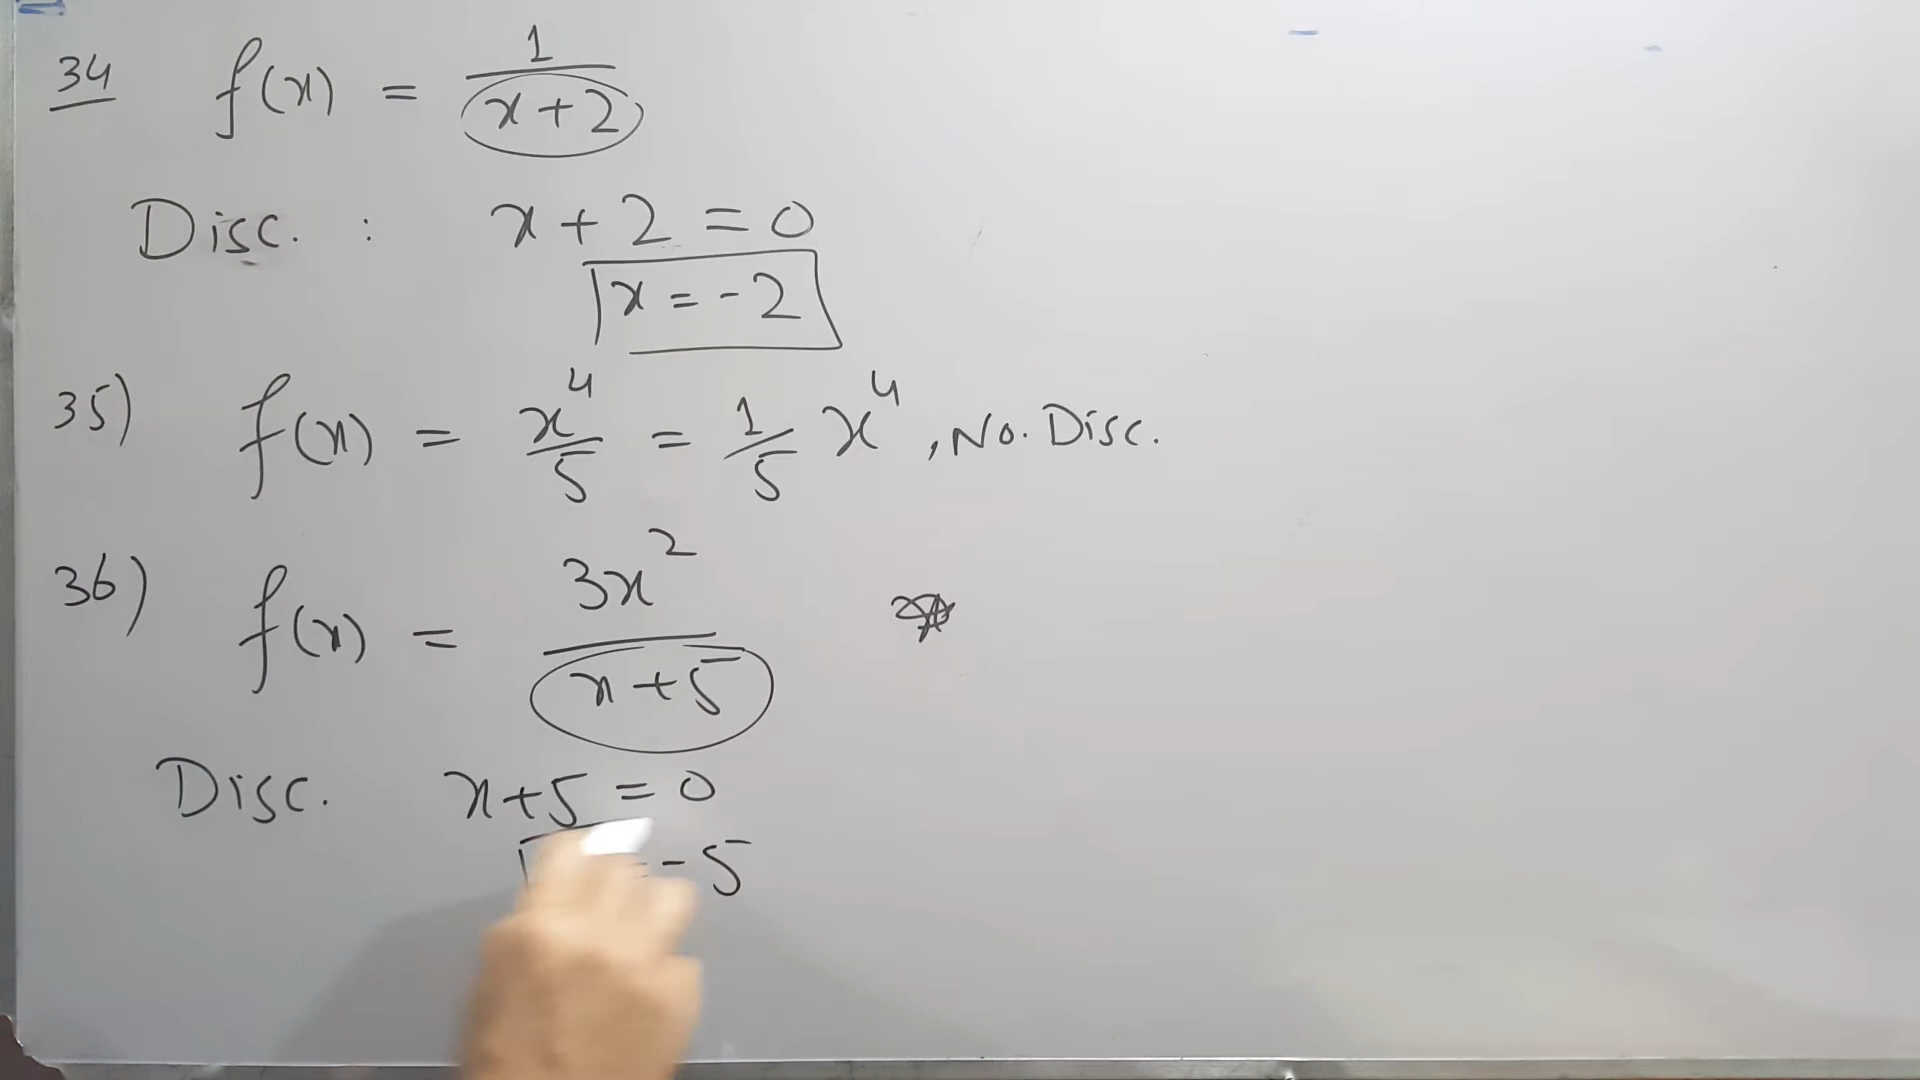 34 f(x) = 1/(x+2)
Disc. : x+2=0
x=-2
35) f(x) = x^4/5 = 1/5 x^4, No. Disc.
36) f(x) = 3x^2/(x+5)
Disc. x+5=0
=-5